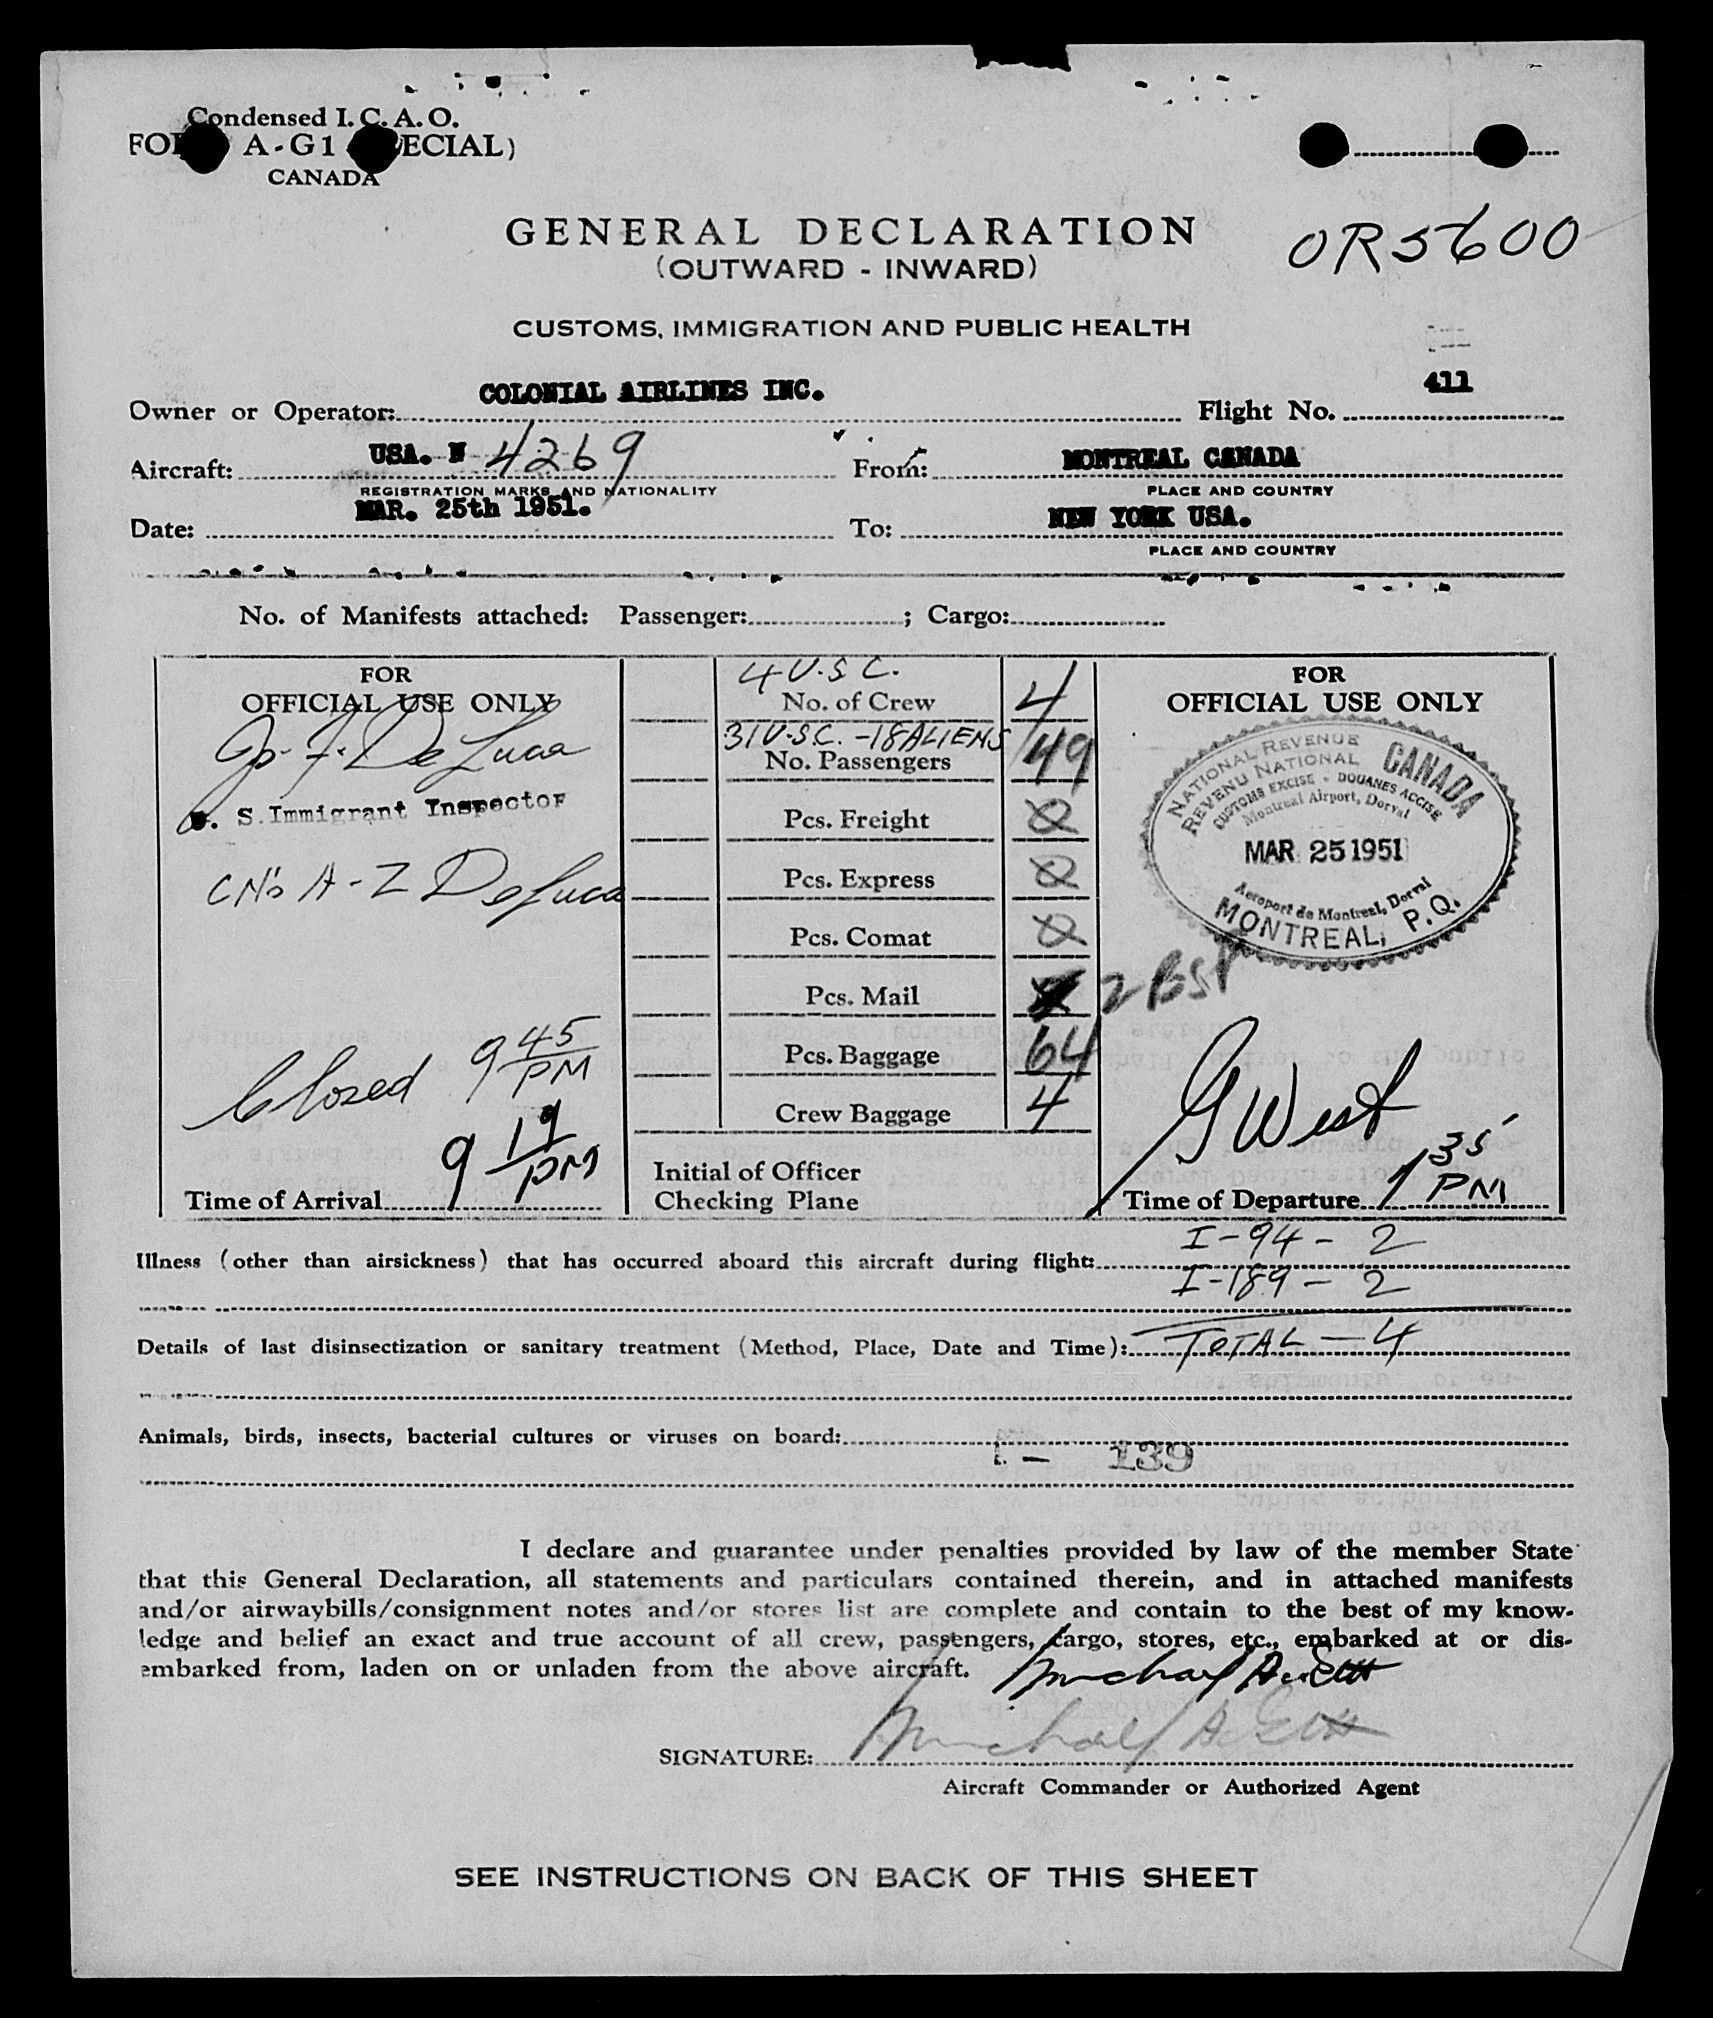 Condensed I. C. A. O.
A-G1 ECIAL)
CANADA
GENERAL DECLARATION
(OUTWARD - INWARD)
OR5600
CUSTOMS, IMMIGRATION AND PUBLIC HEALTH
Owner or Operator: COLONIAL AIRLINES INC. Flight No. 411
Aircraft: USA. N 4269 From: MONTREAL CANADA
REGISTRATION MARKS AND NATIONALITY PLACE AND COUNTRY
Date: MAR. 25th 1951. To: NEW YORK USA.
PLACE AND COUNTRY
No. of Manifests attached: Passenger: ; Cargo:
FOR
OFFICIAL USE ONLY
De Luca
S. Immigrant Inspector
A-Z DeLuca
Closed 9 45 PM
9 19 PM
Time of Arrival
4 U.S C.
No. of Crew 4
31 U.S.C. - 18 ALIENS
No. Passengers 49
Pcs. Freight 0
Pcs. Express 0
Pcs. Comat 0
Pcs. Mail 2
Pcs. Baggage 64
Crew Baggage 4
Initial of Officer
Checking Plane
FOR
OFFICIAL USE ONLY
NATIONAL REVENUE
REVENU NATIONAL
CANADA
CUSTOMS EXCISE - DOUANES ACCISE
Montreal Airport, Dorval
MAR 25 1951
Aeroport de Montreal, Dorval
MONTREAL, P.Q.
G West
Time of Departure 7 35 PM
I-94 - 2
Illness (other than airsickness) that has occurred aboard this aircraft during flight:
I-189 - 2
Details of last disinsectization or sanitary treatment (Method, Place, Date and Time): TOTAL - 4
Animals, birds, insects, bacterial cultures or viruses on board:
139
I declare and guarantee under penalties provided by law of the member State
that this General Declaration, all statements and particulars contained therein, and in attached manifests
and/or airwaybills/consignment notes and/or stores list are complete and contain to the best of my know-
ledge and belief an exact and true account of all crew, passengers, cargo, stores, etc., embarked at or dis-
embarked from, laden on or unladen from the above aircraft. Michael
SIGNATURE: Michael
Aircraft Commander or Authorized Agent
SEE INSTRUCTIONS ON BACK OF THIS SHEET